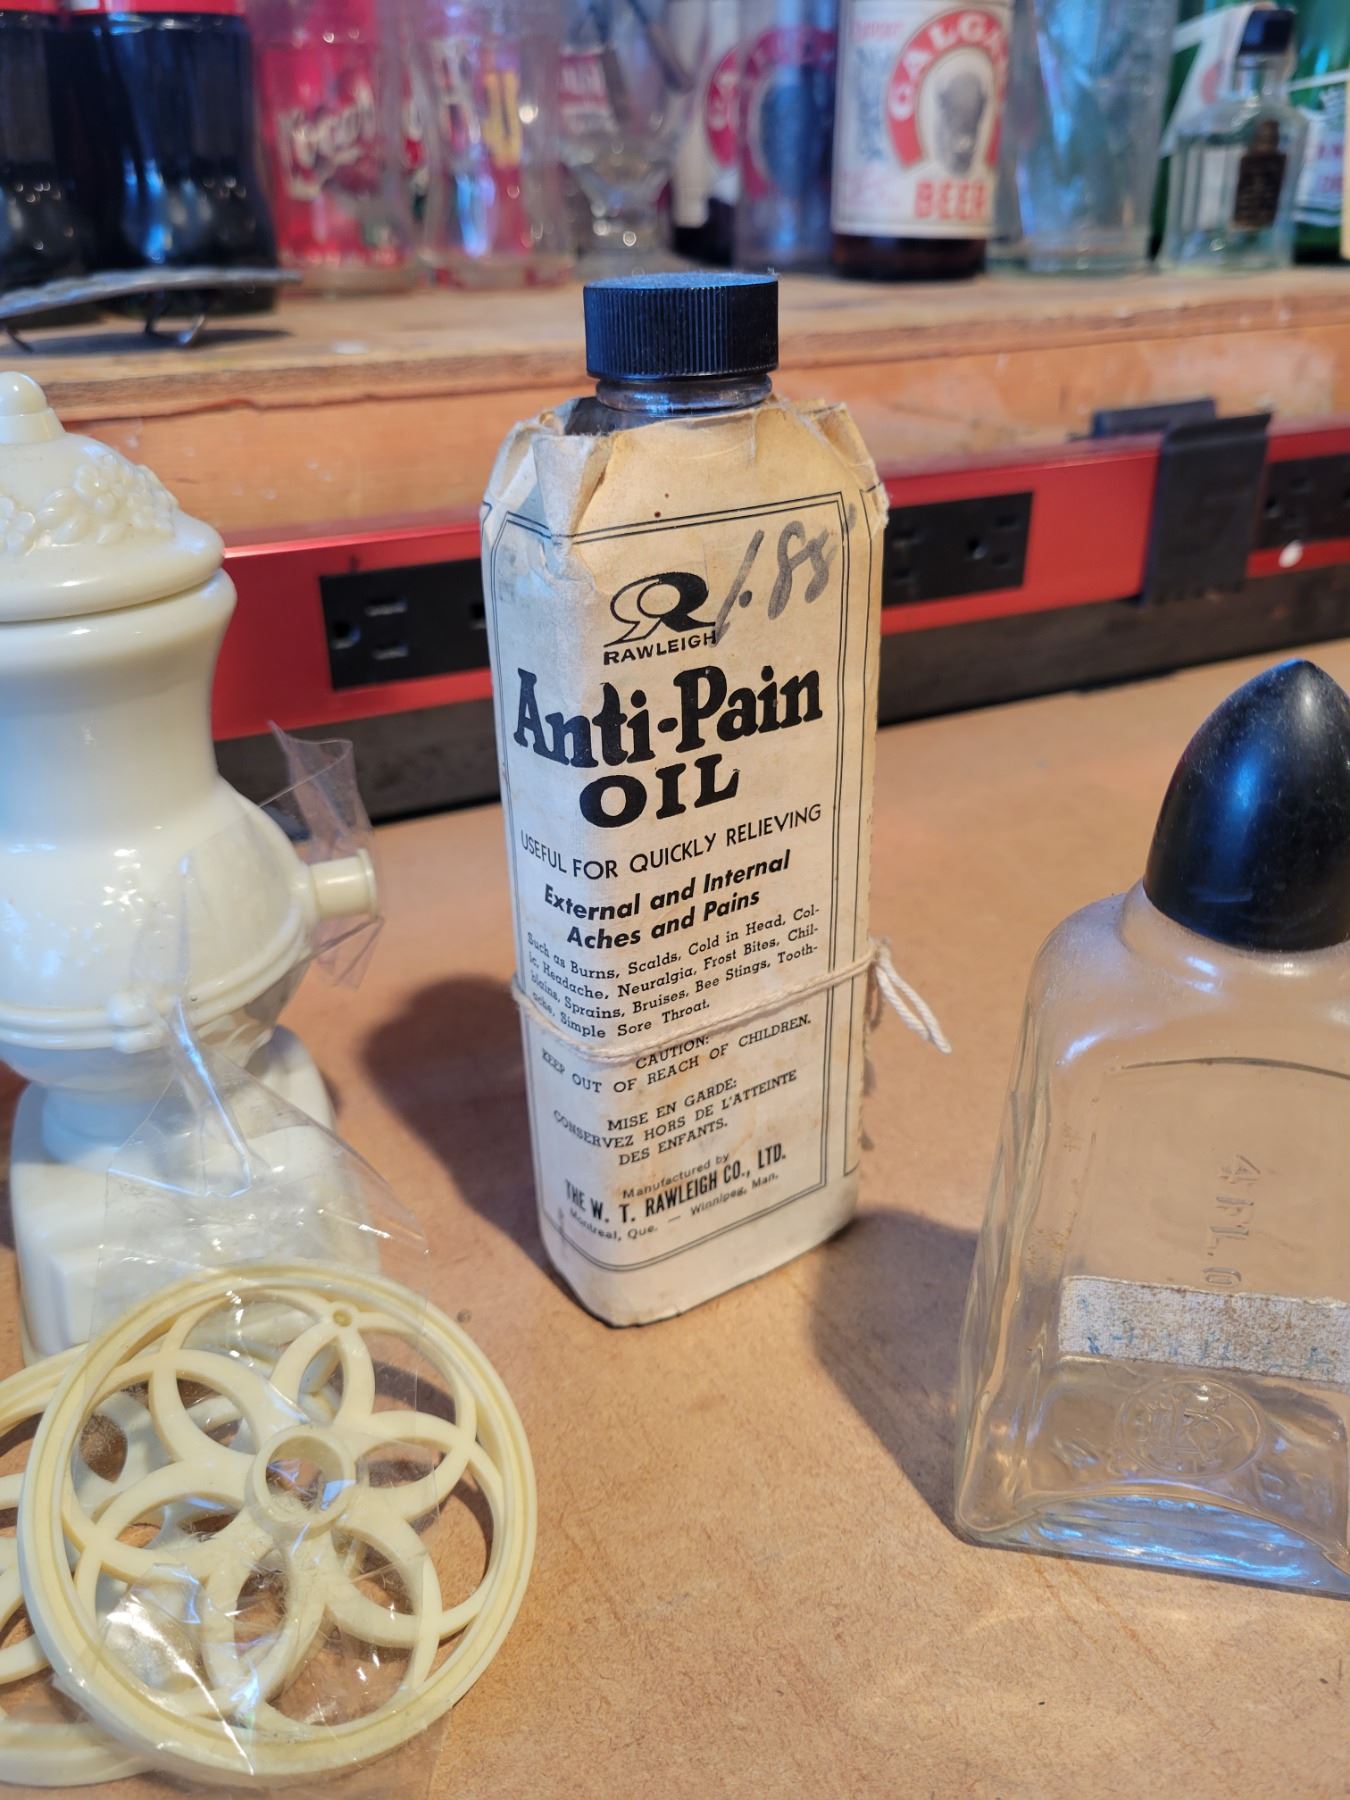 CALGA
BEER
1.88
RAWLEIGH
Anti-Pain
OIL
USEFUL FOR QUICKLY RELIEVING
External and Internal
Aches and Pains
Such as Burns, Scalds, Cold in Head, Col-
ic, Headache, Neuralgia, Frost Bites, Chil-
blains, Sprains, Bruises, Bee Stings, Tooth-
ache, Simple Sore Throat.
CAUTION:
KEEP OUT OF REACH OF CHILDREN.
MISE EN GARDE:
CONSERVEZ HORS DE L'ATTEINTE
DES ENFANTS.
Manufactured by
THE W. T. RAWLEIGH CO., LTD.
Montreal, Que. — Winnipeg, Man.